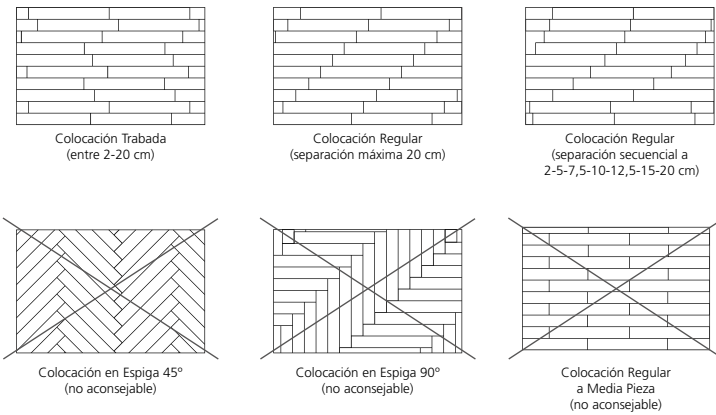 Colocación Trabada
(entre 2-20 cm)
Colocación Regular
(separación máxima 20 cm)
Colocación Regular
(separación secuencial a
2-5-7,5-10-12,5-15-20 cm)
Colocación en Espiga 45º
(no aconsejable)
Colocación en Espiga 90º
(no aconsejable)
Colocación Regular
a Media Pieza
(no aconsejable)